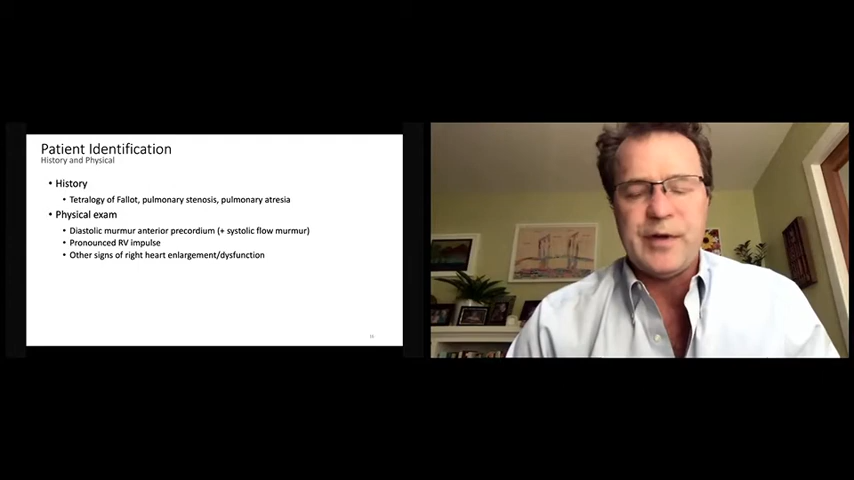 Patient Identification
History and Physical
• History
• Tetralogy of Fallot, pulmonary stenosis, pulmonary atresia
• Physical exam
• Diastolic murmur anterior precordium (+ systolic flow murmur)
• Pronounced RV impulse
• Other signs of right heart enlargement/dysfunction